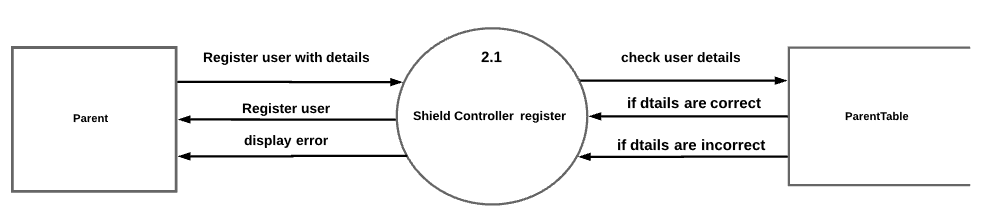 Register user with details
2.1
check user details
Register user
if dtails are correct
Parent
Shield Controller register
ParentTable
display error
if dtails are incorrect